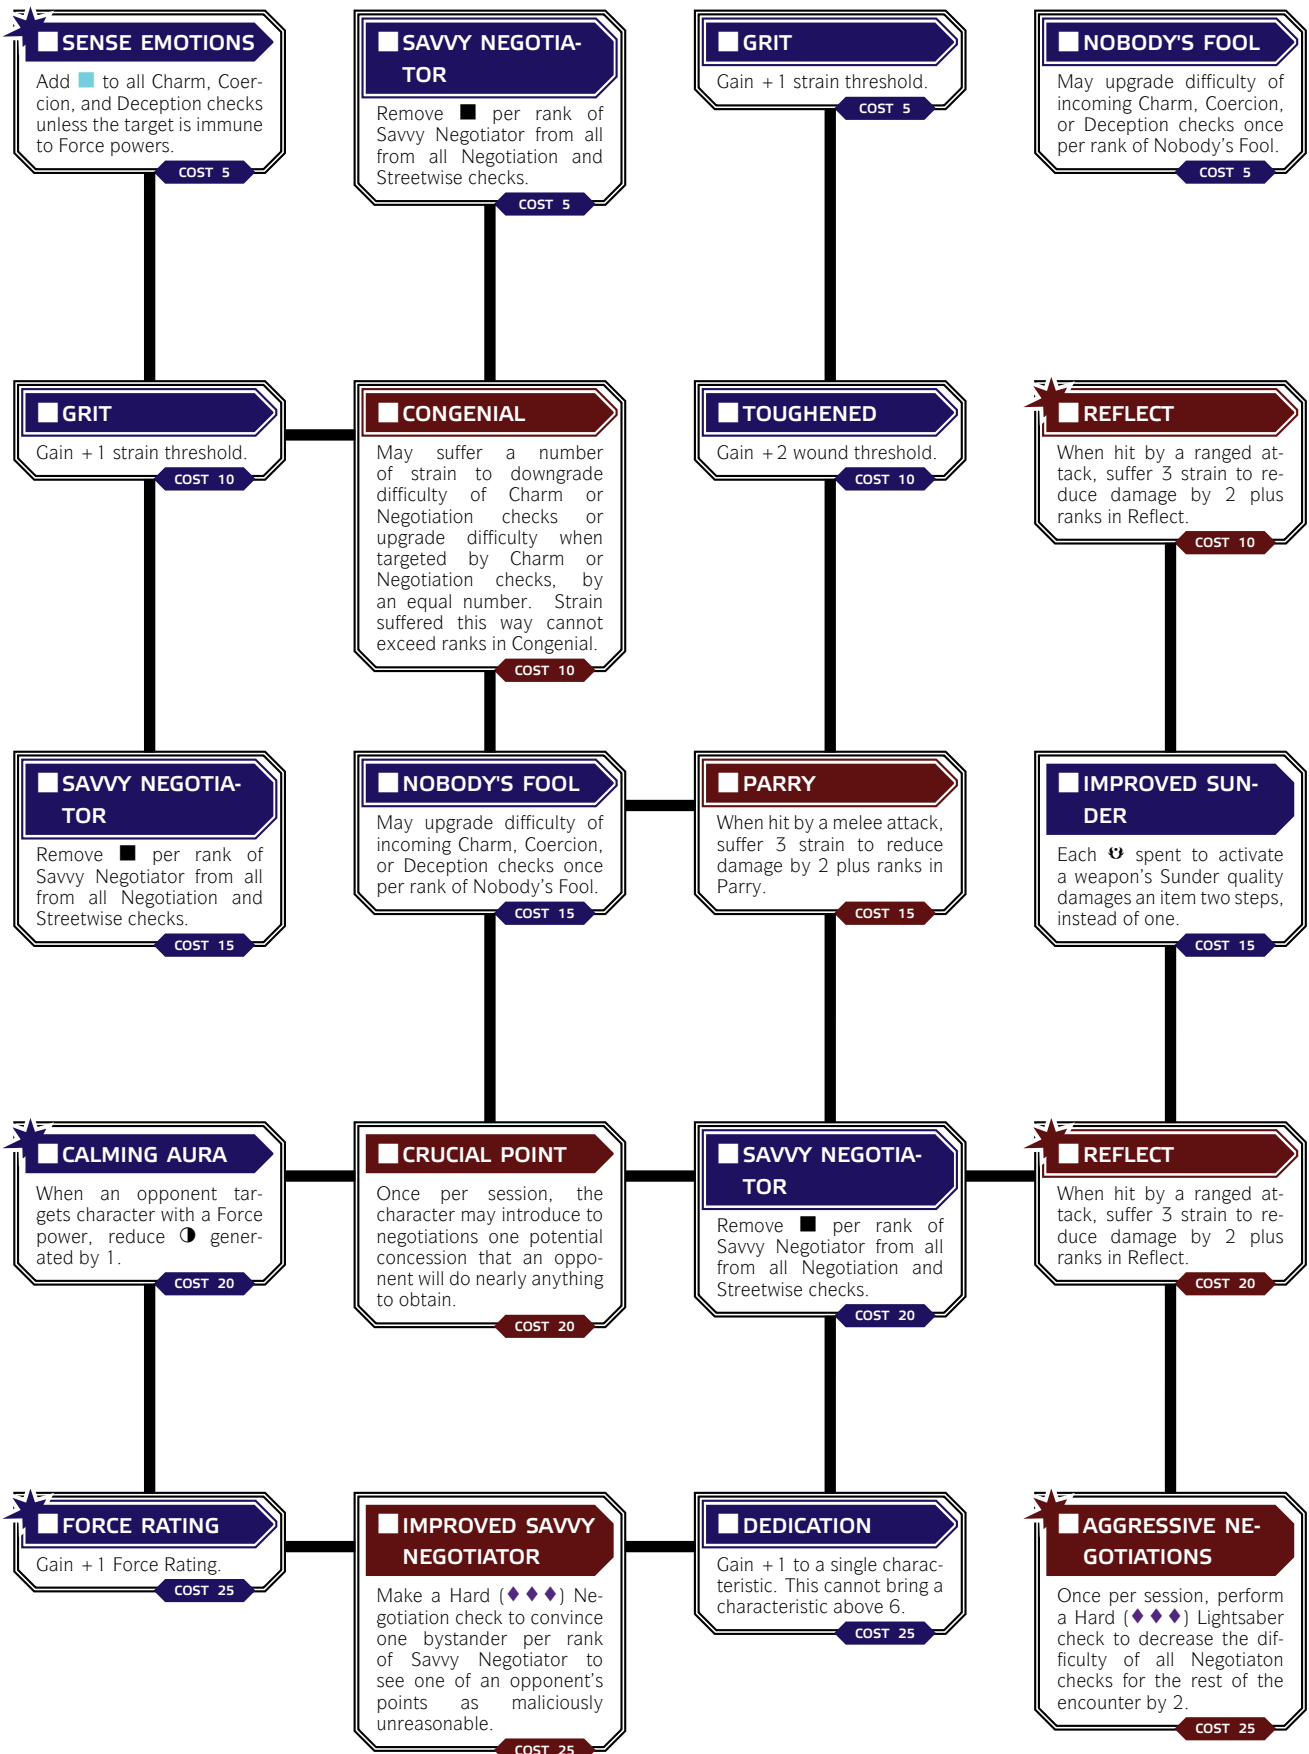 SENSE EMOTIONS
Add to all Charm, Coer-
cion, and Deception checks
unless the target is immune
to Force powers.
COST 5
SAVVY NEGOTIA-
TOR
Remove per rank of
Savvy Negotiator from all
from all Negotiation and
Streetwise checks.
COST 5
GRIT
Gain +1 strain threshold.
COST 5
NOBODY'S FOOL
May upgrade difficulty of
incoming Charm, Coercion,
or Deception checks once
per rank of Nobody's Fool.
COST 5
GRIT
Gain +1 strain threshold.
COST 10
CONGENIAL
May suffer a number
of strain to downgrade
difficulty of Charm or
Negotiation checks or
upgrade difficulty when
targeted by Charm or
Negotiation checks, by
an equal number. Strain
suffered this way cannot
exceed ranks in Congenial.
COST 10
TOUGHENED
Gain +2 wound threshold.
COST 10
REFLECT
When hit by a ranged at-
tack, suffer 3 strain to re-
duce damage by 2 plus
ranks in Reflect.
COST 10
SAVVY NEGOTIA-
TOR
Remove per rank of
Savvy Negotiator from all
from all Negotiation and
Streetwise checks.
COST 15
NOBODY'S FOOL
May upgrade difficulty of
incoming Charm, Coercion,
or Deception checks once
per rank of Nobody's Fool.
COST 15
PARRY
When hit by a melee attack,
suffer 3 strain to reduce
damage by 2 plus ranks in
Parry.
COST 15
IMPROVED SUN-
DER
Each spent to activate
a weapon's Sunder quality
damages an item two steps,
instead of one.
COST 15
CALMING AURA
When an opponent tar-
gets character with a Force
power, reduce gener-
ated by 1.
COST 20
CRUCIAL POINT
Once per session, the
character may introduce to
negotiations one potential
concession that an oppo-
nent will do nearly anything
to obtain.
COST 20
SAVVY NEGOTIA-
TOR
Remove per rank of
Savvy Negotiator from all
from all Negotiation and
Streetwise checks.
COST 20
REFLECT
When hit by a ranged at-
tack, suffer 3 strain to re-
duce damage by 2 plus
ranks in Reflect.
COST 20
FORCE RATING
Gain +1 Force Rating.
COST 25
IMPROVED SAVVY
NEGOTIATOR
Make a Hard (♦♦♦) Ne-
gotiation check to convince
one bystander per rank
of Savvy Negotiator to
see one of an opponent's
points as maliciously
unreasonable.
COST 25
DEDICATION
Gain +1 to a single charac-
teristic. This cannot bring a
characteristic above 6.
COST 25
AGGRESSIVE NE-
GOTIATIONS
Once per session, perform
a Hard (♦♦♦) Lightsaber
check to decrease the dif-
ficulty of all Negotiaton
checks for the rest of the
encounter by 2.
COST 25